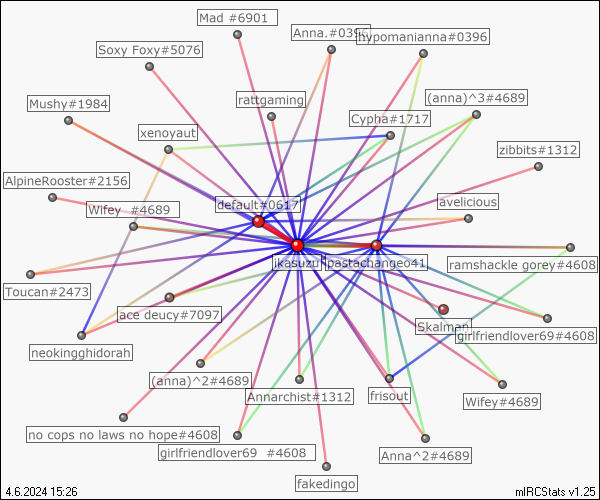 Mad #6901
Anna.#0396
hypomanianna#0396
Soxy Foxy#5076
rattgaming
(anna)^3#4689
Mushy#1984
Cypha#1717
xenoyaut
zibbits#1312
AlpineRooster#2156
default#0617
avelicious
Wifey #4689
jkasuzu
pastachange041
ramshackle gorey#4608
Toucan#2473
ace deucy#7097
Skalman
girlfriendlover69#4608
neokingghidorah
(anna)^2#4689
Annarchist#1312
frisout
Wifey#4689
no cops no laws no hope#4608
girlfriendlover69 #4608
Anna^2#4689
fakedingo
4.6.2024 15:26
mIRCStats v1.25